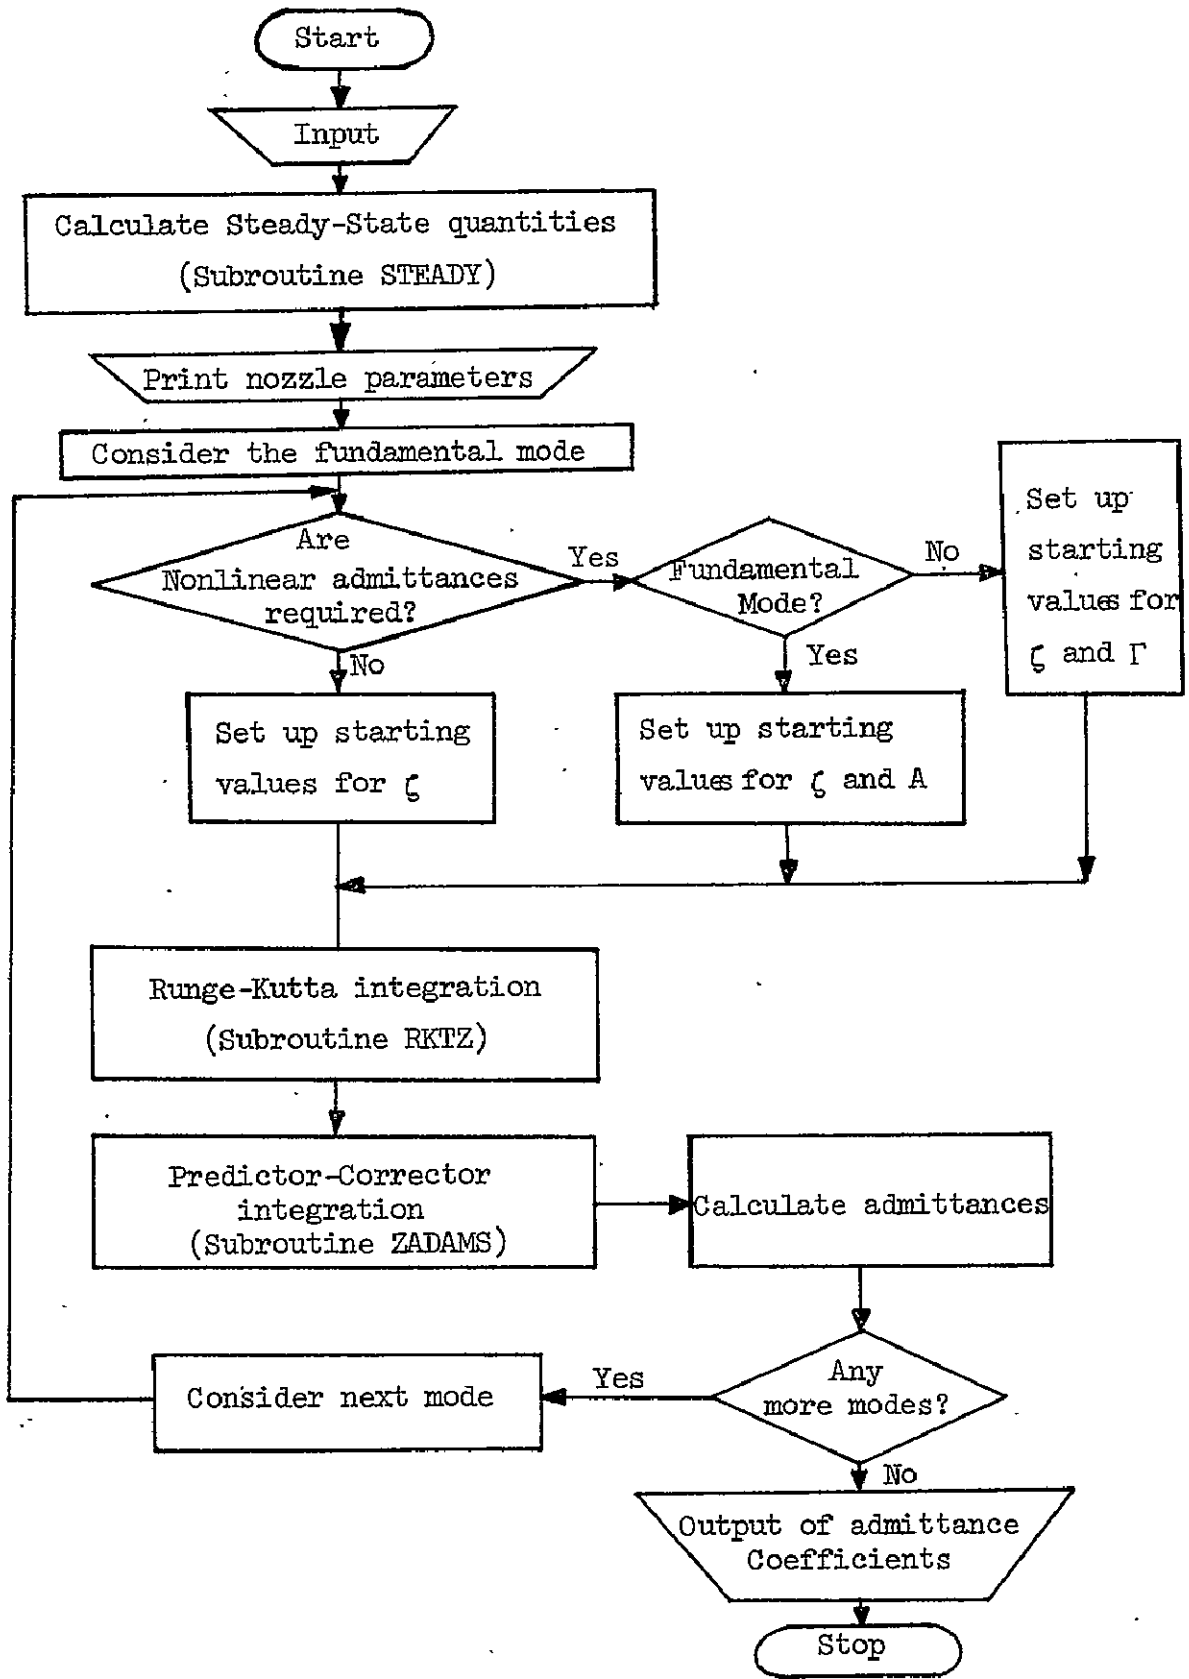 Start
Input
Calculate Steady-State quantities
(Subroutine STEADY)
Print nozzle parameters
Consider the fundamental mode
Are
Nonlinear admittances
required?
Yes
Fundamental
Mode?
No
Set up
starting
values for
ζ and Γ
No
Set up starting
values for ζ
Yes
Set up starting
values for ζ and A
Runge-Kutta integration
(Subroutine RKTZ)
Predictor-Corrector
integration
(Subroutine ZADAMS)
Calculate admittances
Any
more modes?
Yes
Consider next mode
No
Output of admittance
Coefficients
Stop